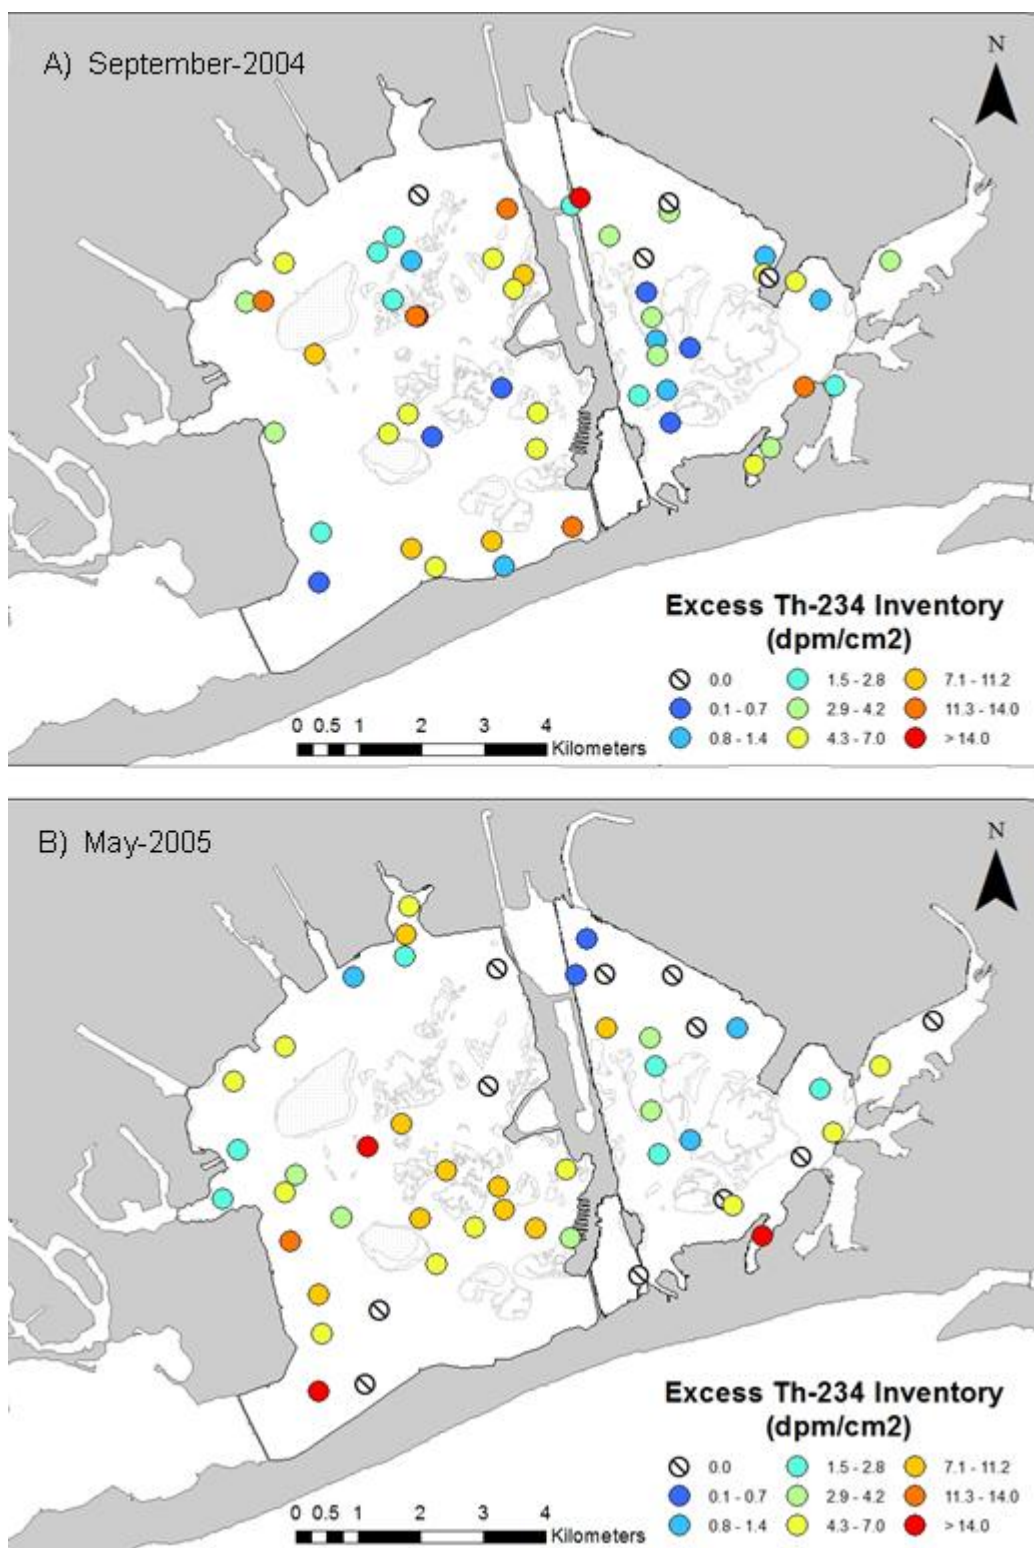 A) September-2004
N
Excess Th-234 Inventory
(dpm/cm2)
0.0 1.5 - 2.8 7.1 - 11.2
0.1 - 0.7 2.9 - 4.2 11.3 - 14.0
0.8 - 1.4 4.3 - 7.0 > 14.0
0 0.5 1 2 3 4
Kilometers
B) May-2005
N
Excess Th-234 Inventory
(dpm/cm2)
0.0 1.5 - 2.8 7.1 - 11.2
0.1 - 0.7 2.9 - 4.2 11.3 - 14.0
0.8 - 1.4 4.3 - 7.0 > 14.0
0 0.5 1 2 3 4
Kilometers